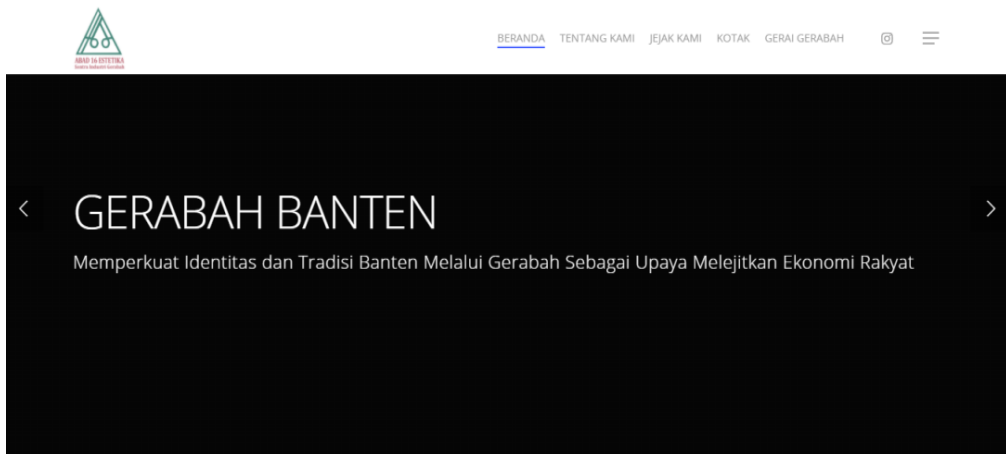 ABAD 16 ESTETIKA
BERANDA TENTANG KAMI JEJAK KAMI KOTAK GERAI GERABAH
GERABAH BANTEN
Memperkuat Identitas dan Tradisi Banten Melalui Gerabah Sebagai Upaya Melejitkan Ekonomi Rakyat